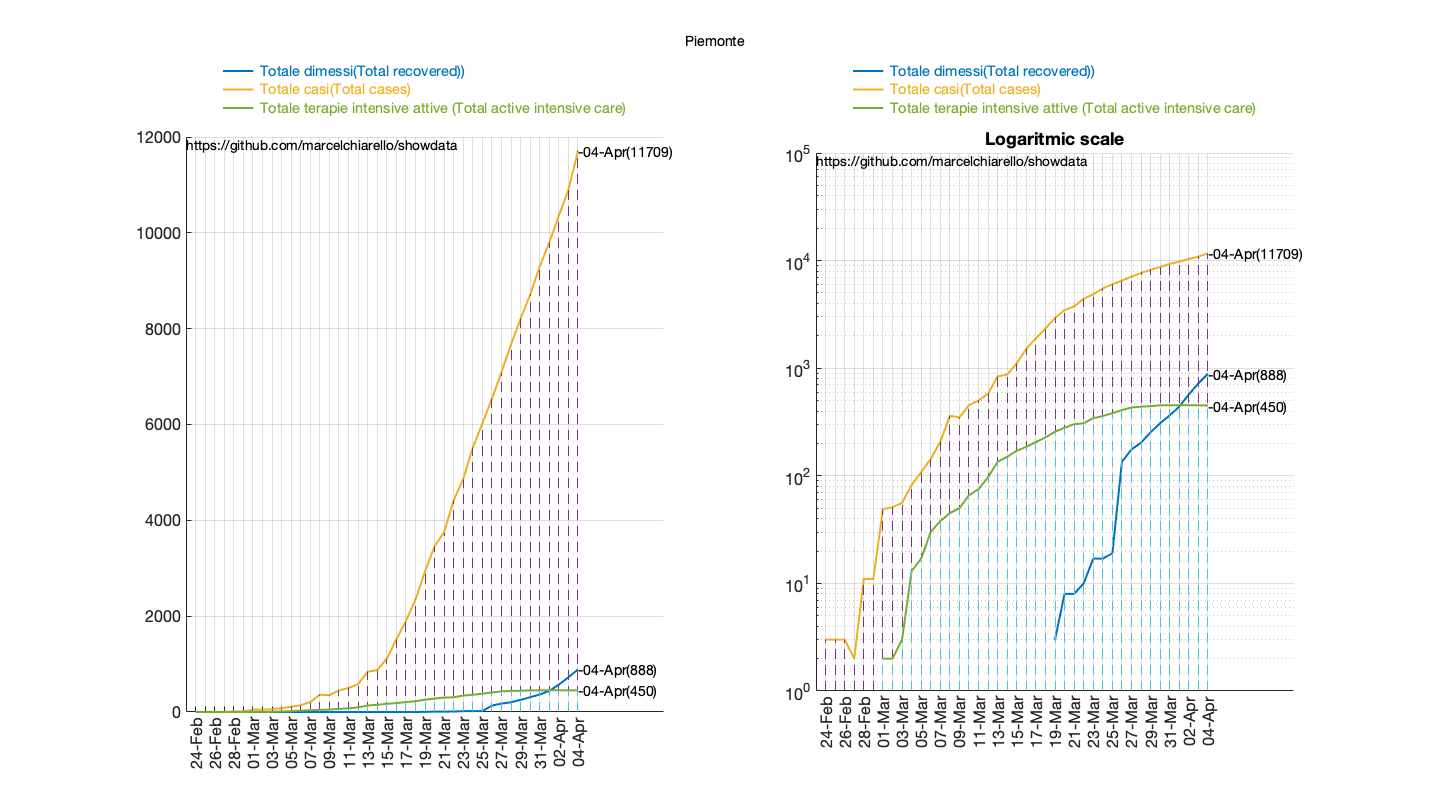 Piemonte
Totale dimessi(Total recovered))
Totale casi(Total cases)
Totale terapie intensive attive (Total active intensive care)
https://github.com/marcelchiarello/showdata
12000
10000
8000
6000
4000
2000
0
-04-Apr(11709)
-04-Apr(888)
-04-Apr(450)
24-Feb
26-Feb
28-Feb
01-Mar
03-Mar
05-Mar
07-Mar
09-Mar
11-Mar
13-Mar
15-Mar
17-Mar
19-Mar
21-Mar
23-Mar
25-Mar
27-Mar
29-Mar
31-Mar
02-Apr
04-Apr
Totale dimessi(Total recovered))
Totale casi(Total cases)
Totale terapie intensive attive (Total active intensive care)
Logaritmic scale
https://github.com/marcelchiarello/showdata
10^5
10^4
10^3
10^2
10^1
10^0
-04-Apr(11709)
-04-Apr(888)
-04-Apr(450)
24-Feb
26-Feb
28-Feb
01-Mar
03-Mar
05-Mar
07-Mar
09-Mar
11-Mar
13-Mar
15-Mar
17-Mar
19-Mar
21-Mar
23-Mar
25-Mar
27-Mar
29-Mar
31-Mar
02-Apr
04-Apr